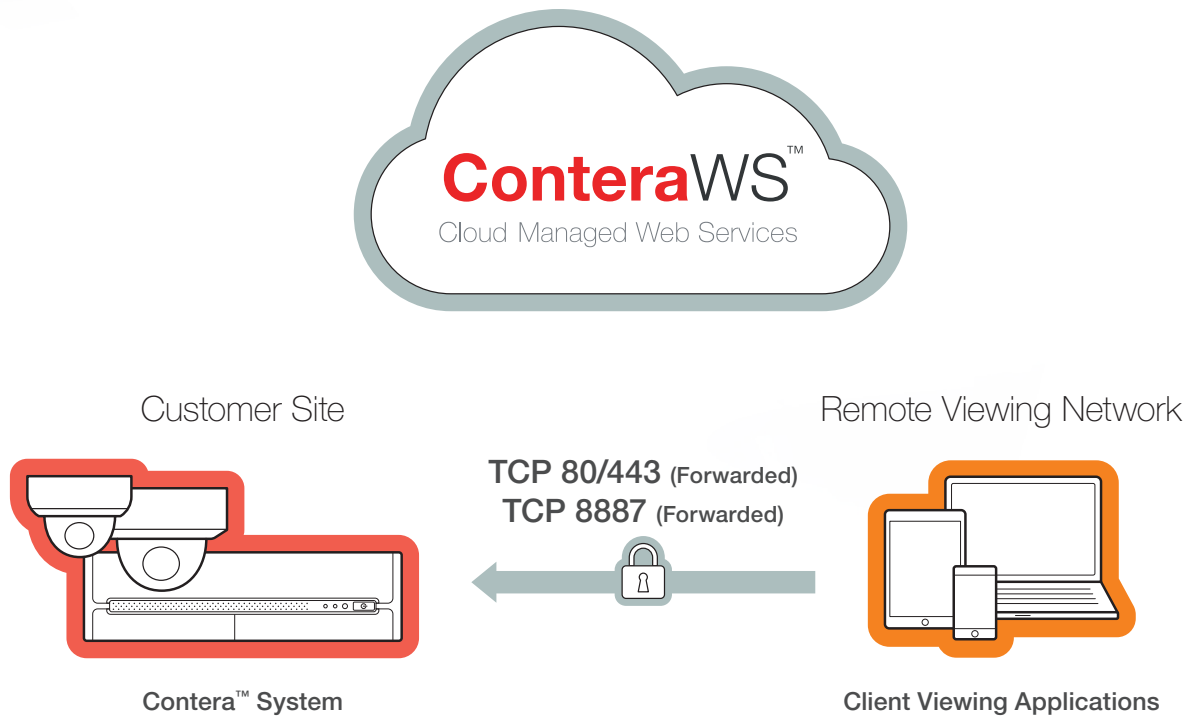 ConteraWS™
Cloud Managed Web Services
Customer Site
Remote Viewing Network
TCP 80/443 (Forwarded)
TCP 8887 (Forwarded)
Contera™ System
Client Viewing Applications